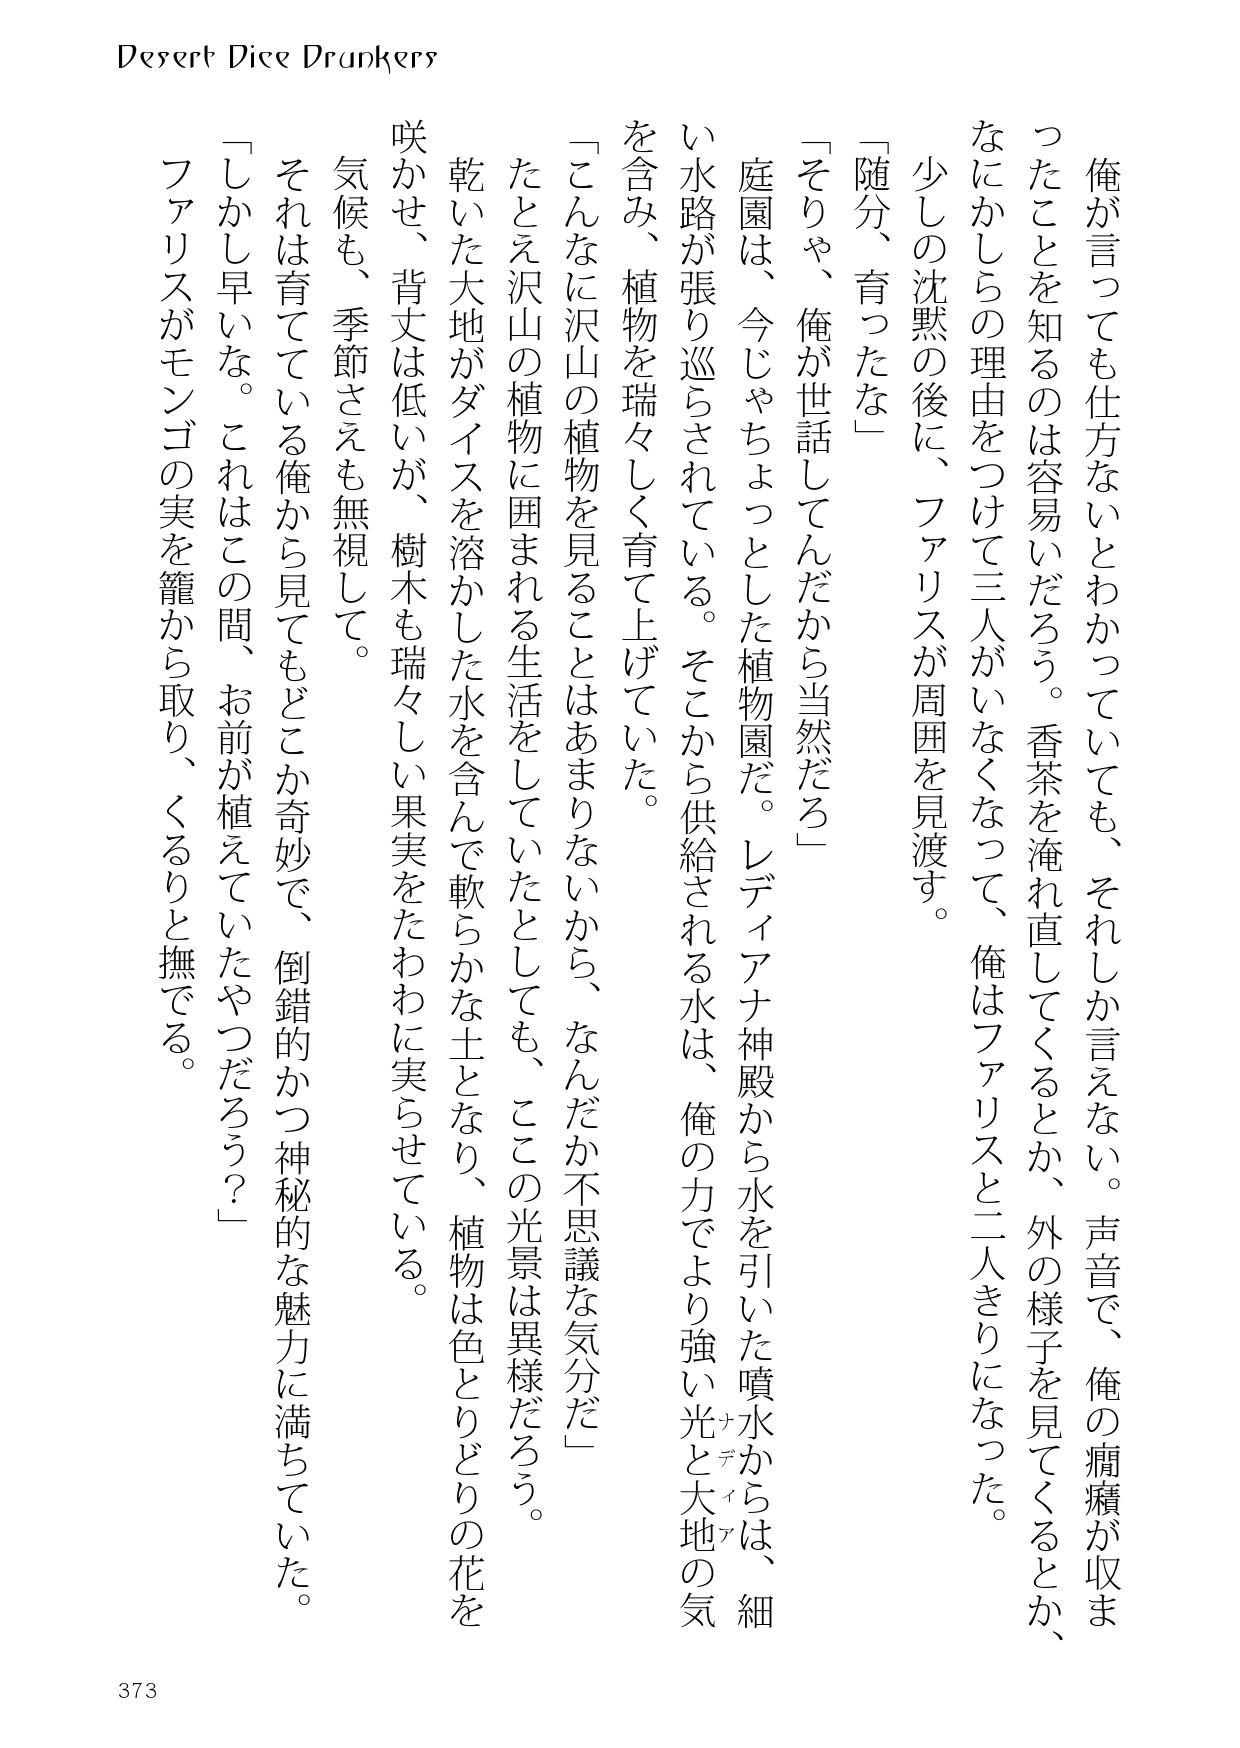 Desert Dice Drunkers
俺が言っても仕方ないとわかっていても、それしか言えない。声音で、俺の癇癪が収ま
ったことを知るのは容易いだろう。香茶を淹れ直してくるとか、外の様子を見てくるとか、
なにかしらの理由をつけて三人がいなくなって、俺はファリスと二人きりになった。
少しの沈黙の後に、ファリスが周囲を見渡す。
「随分、育ったな」
「そりゃ、俺が世話してんだから当然だろ」
庭園は、今じゃちょっとした植物園だ。レディアナ神殿から水を引いた噴水からは、細
い水路が張り巡らされている。そこから供給される水は、俺の力でより強い光と大地の気
ナディア
を含み、植物を瑞々しく育て上げていた。
「こんなに沢山の植物を見ることはあまりないから、なんだか不思議な気分だ」
たとえ沢山の植物に囲まれる生活をしていたとしても、ここの光景は異様だろう。
乾いた大地がダイスを溶かした水を含んで軟らかな土となり、植物は色とりどりの花を
咲かせ、背丈は低いが、樹木も瑞々しい果実をたわわに実らせている。
気候も、季節さえも無視して。
それは育てている俺から見てもどこか奇妙で、倒錯的かつ神秘的な魅力に満ちていた。
「しかし早いな。これはこの間、お前が植えていたやつだろう？」
ファリスがモンゴの実を籠から取り、くるりと撫でる。
373